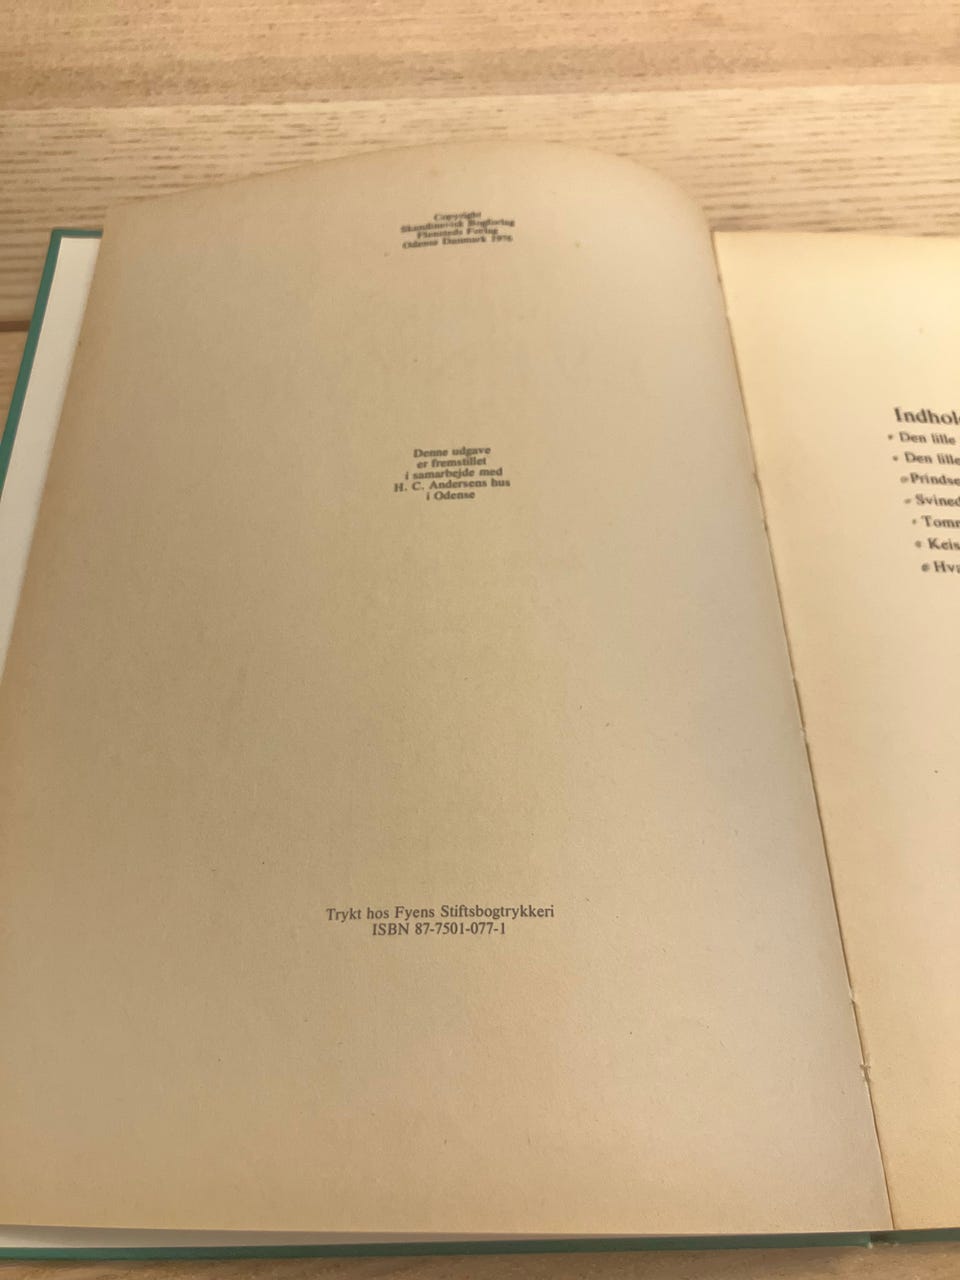 Copyright
Skandinavisk Bogforlag
Flensteds Forlag
Odense Danmark 1976
Denne udgave
er fremstillet
i samarbejde med
H. C. Andersens hus
i Odense
Trykt hos Fyens Stiftsbogtrykkeri
ISBN 87-7501-077-1
Indhol
Den lille
Den lille
Prindse
Svined
Tomm
Keis
Hva